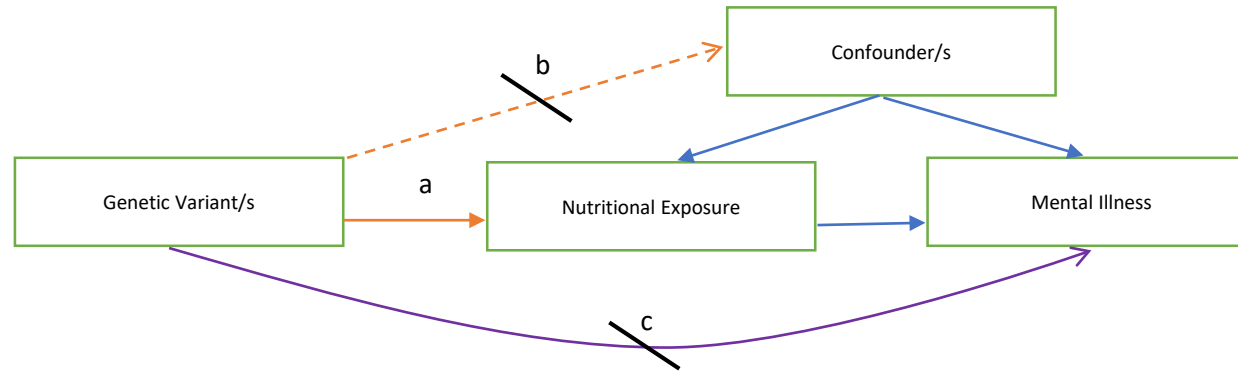 Confounder/s
b
a
Genetic Variant/s
Nutritional Exposure
Mental Illness
c